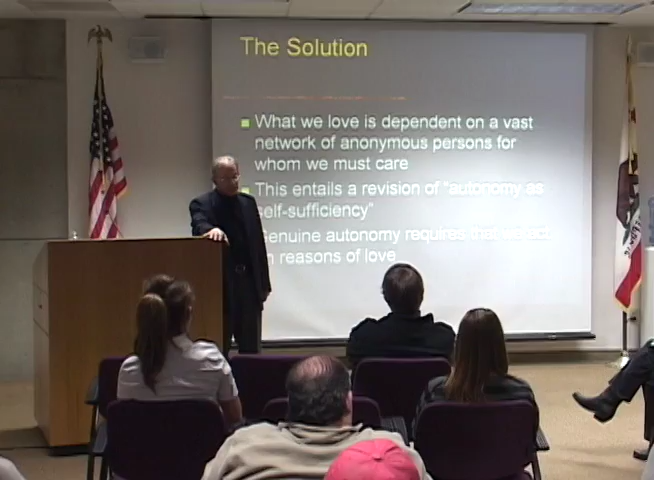 The Solution
What we love is dependent on a vast
network of anonymous persons for
whom we must care
This entails a revision of "autonomy as
self-sufficiency"
Genuine autonomy requires that
reasons of love